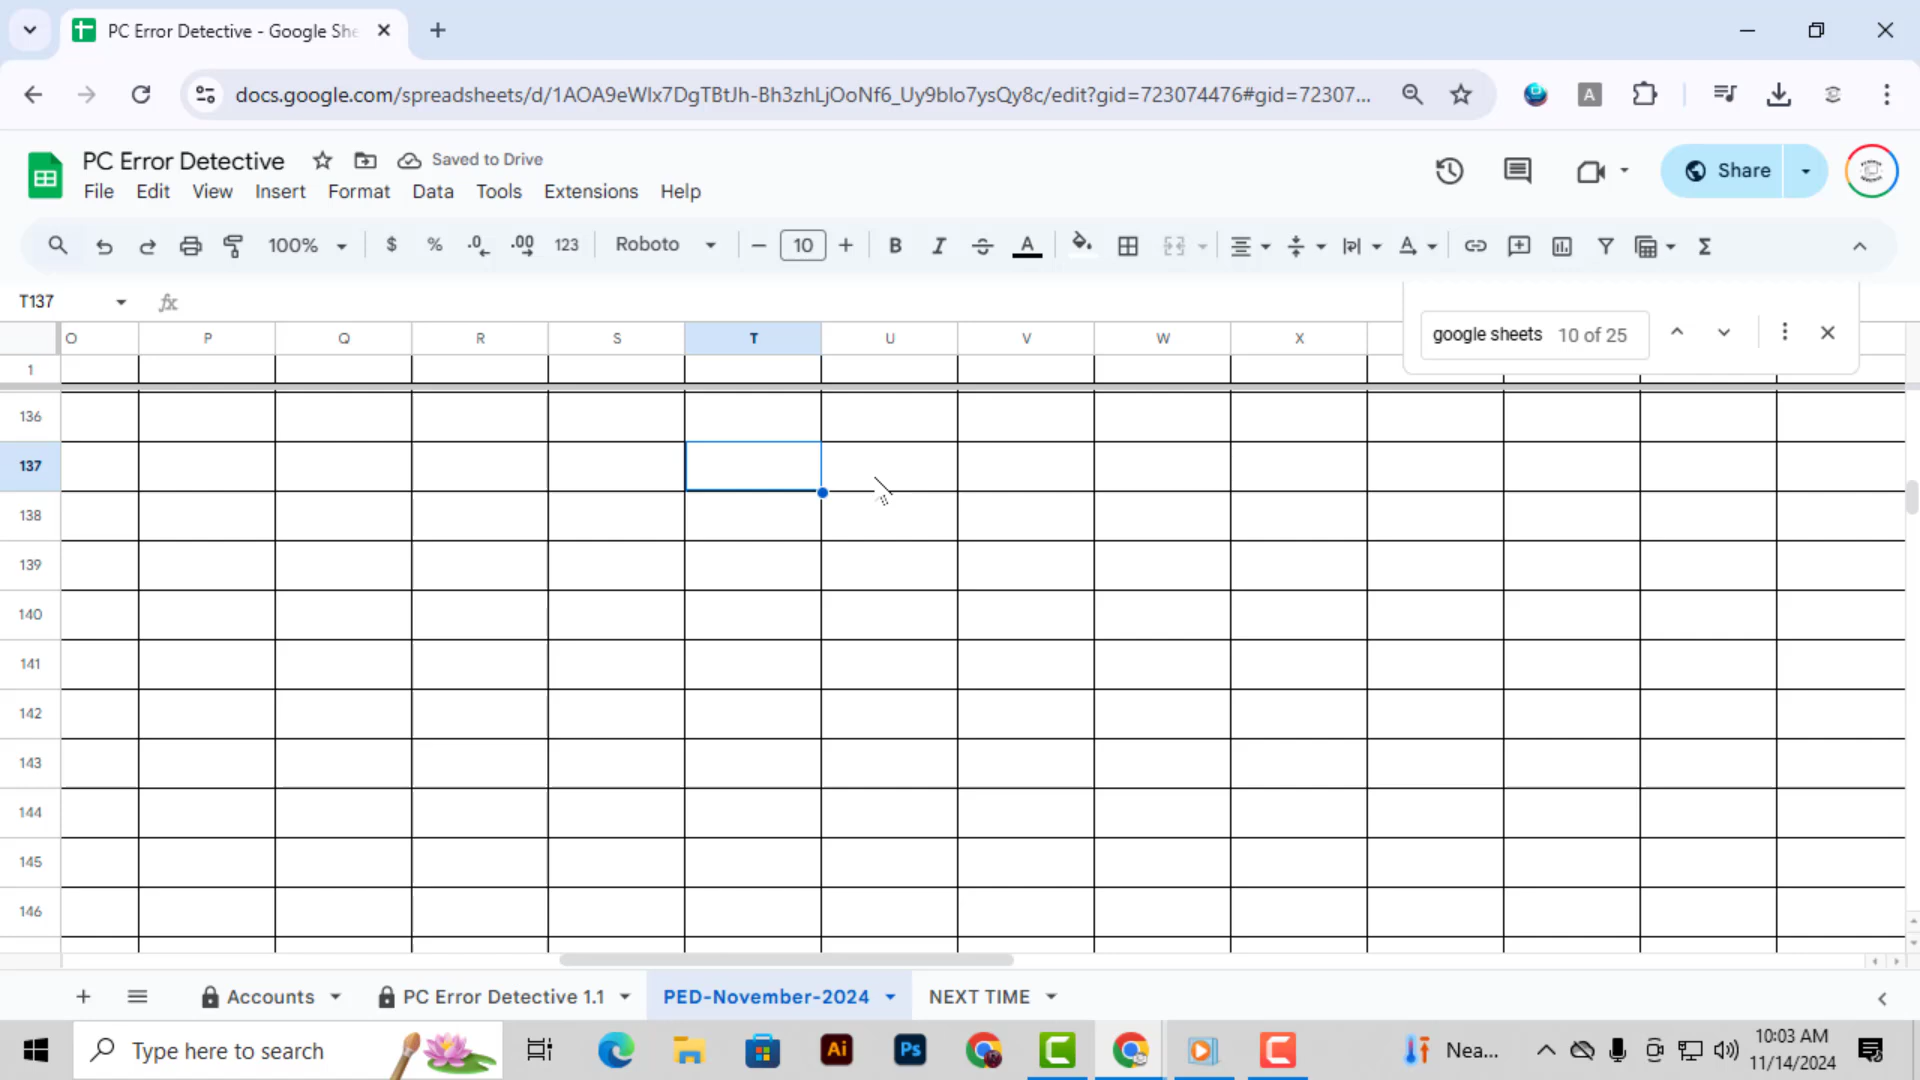 PC Error Detective - Google She
docs.google.com/spreadsheets/d/1AOA9eWlx7DgTBtJh-Bh3zhLjOoNf6_Uy9blo7ysQy8c/edit?gid=723074476#gid=72307...
A
PC Error Detective
Saved to Drive
File Edit View Insert Format Data Tools Extensions Help
Share
100% $ % .0 .00 123 Roboto 10 B I A
T137
fx
google sheets 10 of 25
O P Q R S T U V W X
1
136
137
138
139
140
141
142
143
144
145
146
Accounts PC Error Detective 1.1 PED-November-2024 NEXT TIME
Type here to search
Ai
Ps
Nea...
10:03 AM
11/14/2024